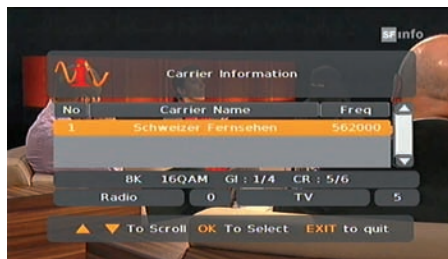 SF info
Carrier Information
No Carrier Name Freq
1 Schweizer Fernsehen 562000
8K 16QAM GI : 1/4 CR : 5/6
Radio 0 TV 5
To Scroll OK To Select EXIT to quit